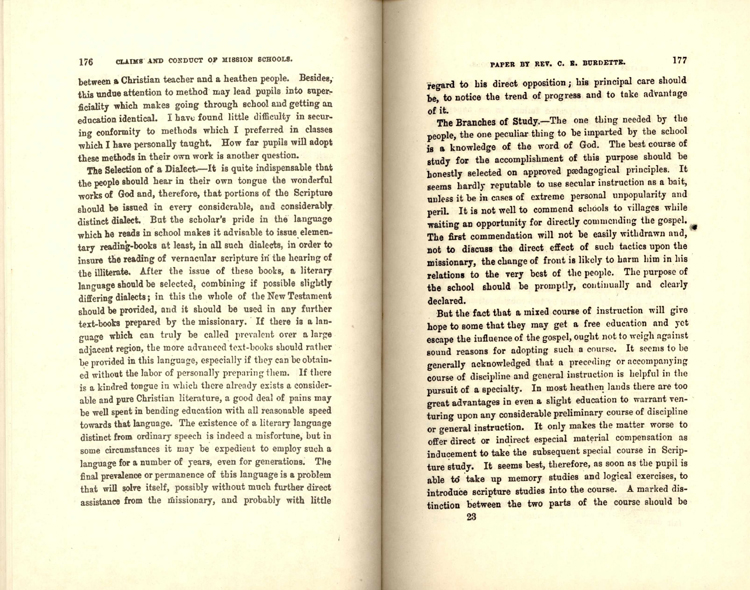 176 CLAIMS AND CONDUCT OF MISSION SCHOOLS.
between a Christian teacher and a heathen people. Besides,
this undue attention to method may lead pupils into super-
ficiality which makes going through school and getting an
education identical. I have found little difficulty in secur-
ing conformity to methods which I preferred in classes
which I have personally taught. How far pupils will adopt
these methods in their own work is another question.
The Selection of a Dialect.—It is quite indispensable that
the people should hear in their own tongue the wonderful
works of God and, therefore, that portions of the Scripture
should be issued in every considerable, and considerably
distinct dialect. But the scholar's pride in the language
which he reads in school makes it advisable to issue elemen-
tary reading-books at least, in all such dialects, in order to
insure the reading of vernacular scripture in the hearing of
the illiterate. After the issue of these books, a literary
language should be selected, combining if possible slightly
differing dialects; in this the whole of the New Testament
should be provided, and it should be used in any further
text-books prepared by the missionary. If there is a lan-
guage which can truly be called prevalent over a large
adjacent region, the more advanced text-books should rather
be provided in this language, especially if they can be obtain-
ed without the labor of personally preparing them. If there
is a kindred tongue in which there already exists a consider-
able and pure Christian literature, a good deal of pains may
be well spent in bending education with all reasonable speed
towards that language. The existence of a literary language
distinct from ordinary speech is indeed a misfortune, but in
some circumstances it may be expedient to employ such a
language for a number of years, even for generations. The
final prevalence or permanence of this language is a problem
that will solve itself, possibly without much further direct
assistance from the missionary, and probably with little
PAPER BY REV. C. E. BURDETTE. 177
regard to his direct opposition; his principal care should
be, to notice the trend of progress and to take advantage
of it.
The Branches of Study.—The one thing needed by the
people, the one peculiar thing to be imparted by the school
is a knowledge of the word of God. The best course of
study for the accomplishment of this purpose should be
honestly selected on approved pædagogical principles. It
seems hardly reputable to use secular instruction as a bait,
unless it be in cases of extreme personal unpopularity and
peril. It is not well to commend schools to villages while
waiting an opportunity for directly commending the gospel.
The first commendation will not be easily withdrawn and,
not to discuss the direct effect of such tactics upon the
missionary, the change of front is likely to harm him in his
relations to the very best of the people. The purpose of
the school should be promptly, continually and clearly
declared.
But the fact that a mixed course of instruction will give
hope to some that they may get a free education and yet
escape the influence of the gospel, ought not to weigh against
sound reasons for adopting such a course. It seems to be
generally acknowledged that a preceding or accompanying
course of discipline and general instruction is helpful in the
pursuit of a specialty. In most heathen lands there are too
great advantages in even a slight education to warrant ven-
turing upon any considerable preliminary course of discipline
or general instruction. It only makes the matter worse to
offer direct or indirect especial material compensation as
inducement to take the subsequent special course in Scrip-
ture study. It seems best, therefore, as soon as the pupil is
able to take up memory studies and logical exercises, to
introduce scripture studies into the course. A marked dis-
tinction between the two parts of the course should be
23